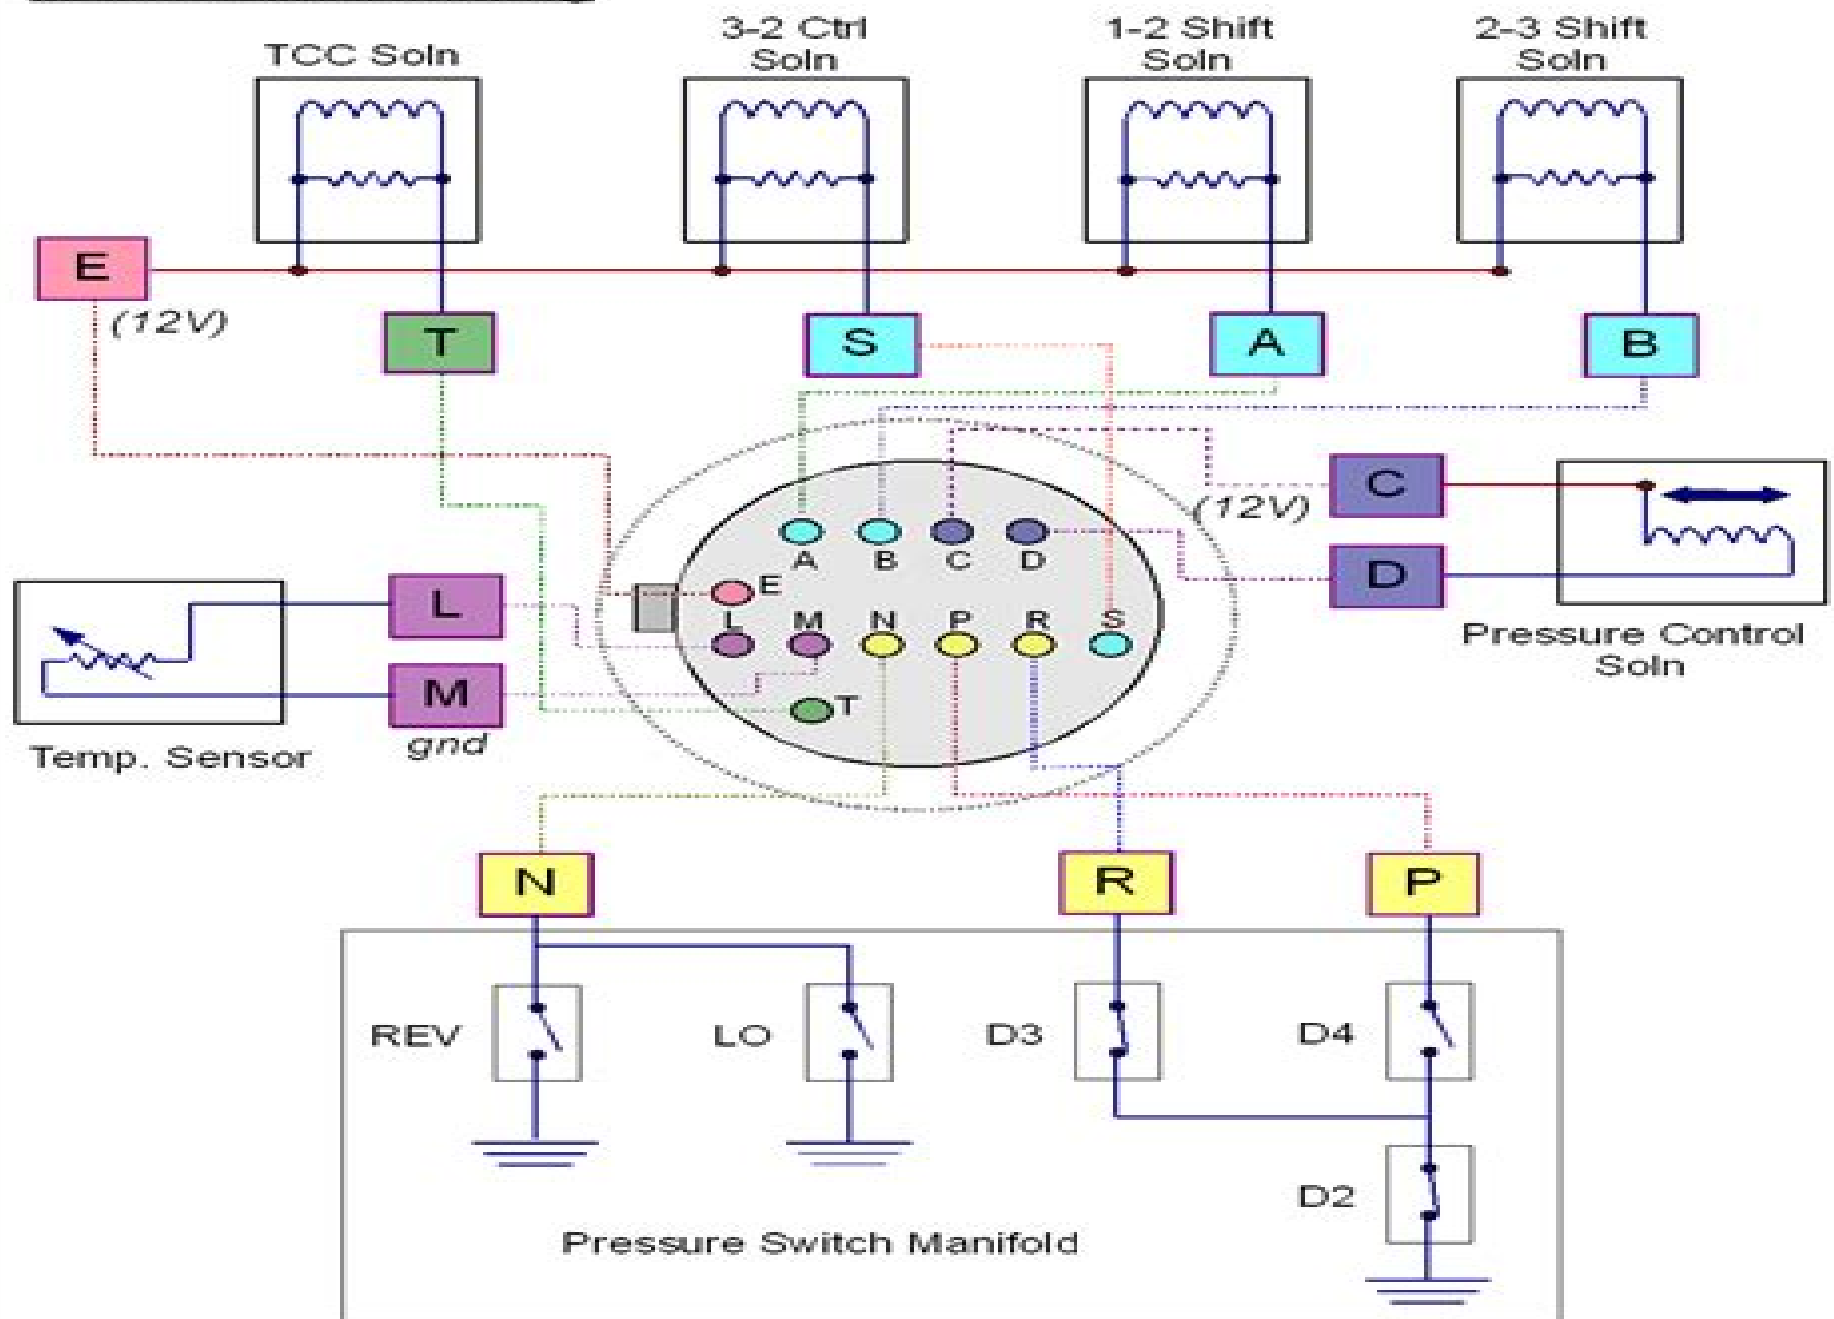 TCC Soln
3-2 Ctrl
Soln
1-2 Shift
Soln
2-3 Shift
Soln
E
(12V)
T
S
A
B
C
(12V)
D
Pressure Control
Soln
A B C D
E
L M N P R S
T
L
M
gnd
Temp. Sensor
N
R
P
REV
LO
D3
D4
D2
Pressure Switch Manifold